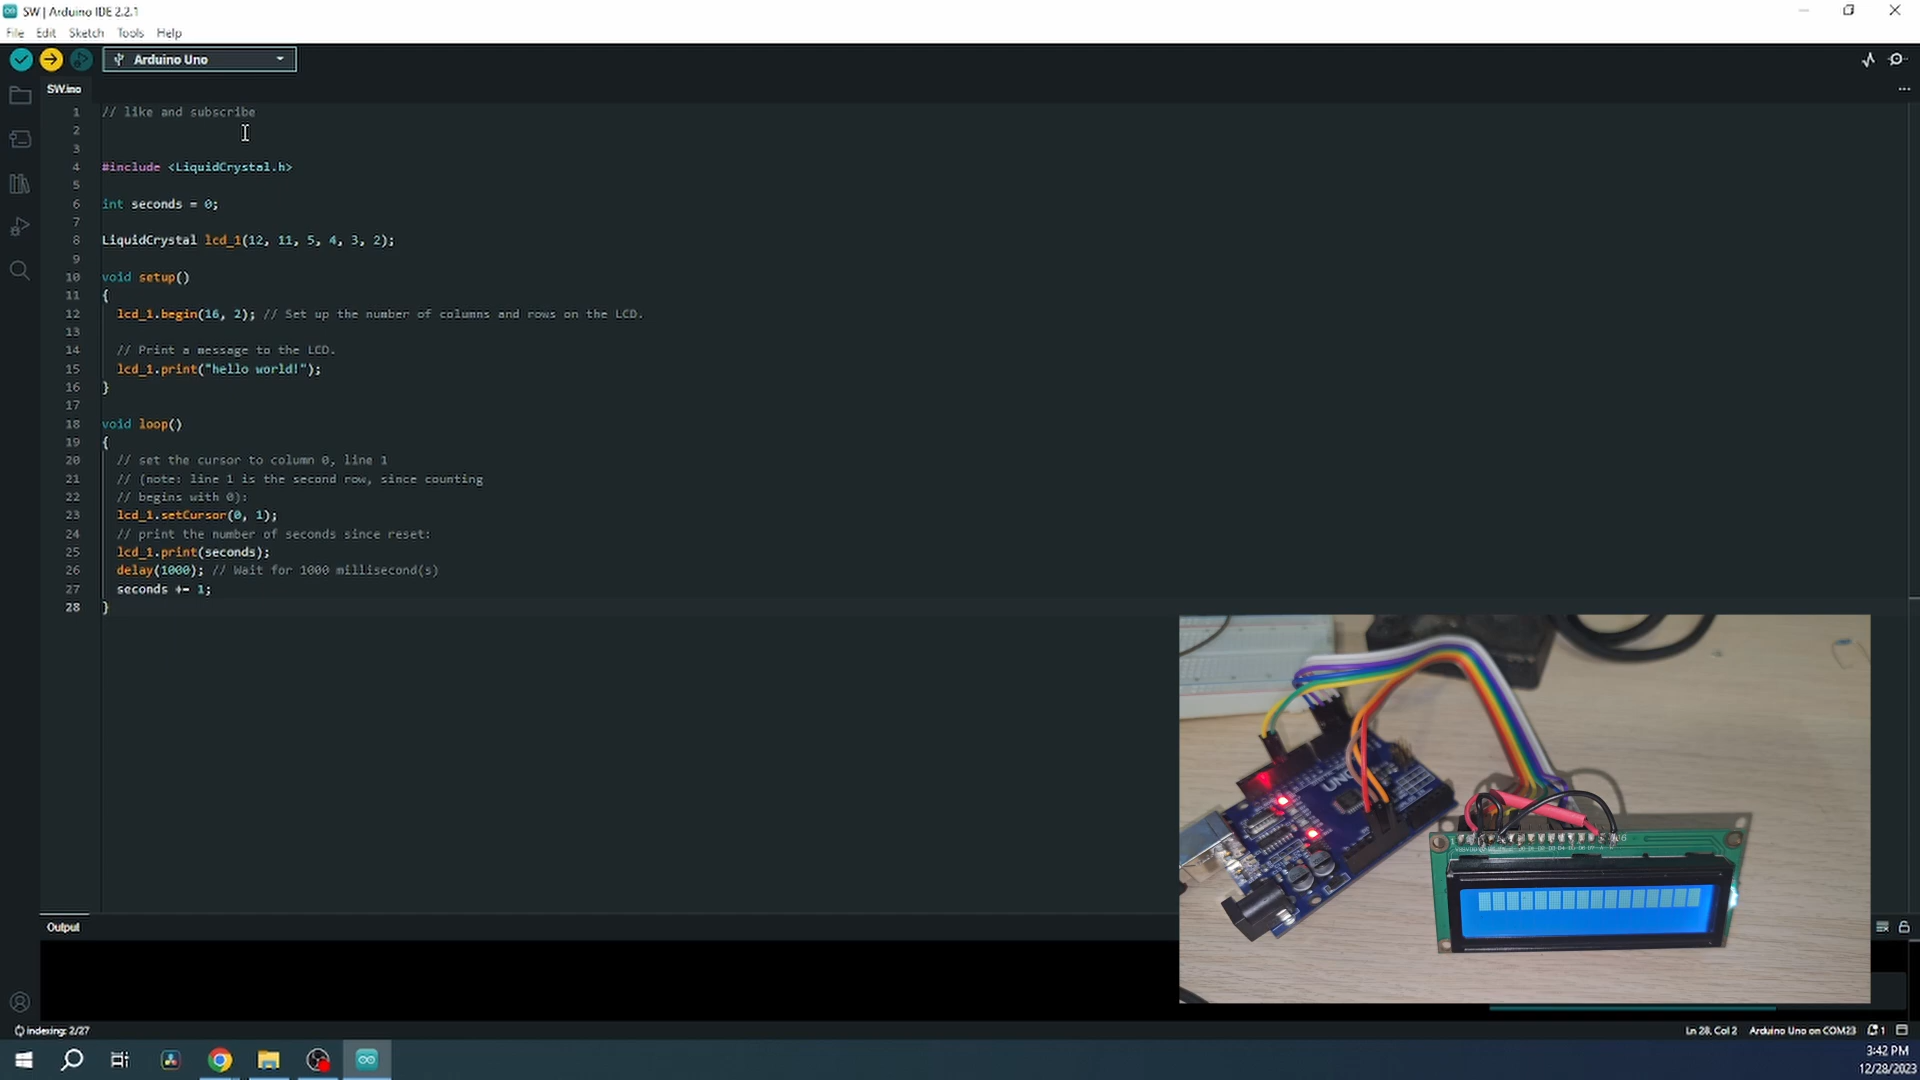 SW | Arduino IDE 2.2.1
File Edit Sketch Tools Help
Arduino Uno
SW.ino
1 // like and subscribe
2
3
4 #include <LiquidCrystal.h>
5
6 int seconds = 0;
7
8 LiquidCrystal lcd_1(12, 11, 5, 4, 3, 2);
9
10 void setup()
11 {
12 lcd_1.begin(16, 2); // Set up the number of columns and rows on the LCD.
13
14 // Print a message to the LCD.
15 lcd_1.print("hello world!");
16 }
17
18 void loop()
19 {
20 // set the cursor to column 0, line 1
21 // (note: line 1 is the second row, since counting
22 // begins with 0):
23 lcd_1.setCursor(0, 1);
24 // print the number of seconds since reset:
25 lcd_1.print(seconds);
26 delay(1000); // Wait for 1000 millisecond(s)
27 seconds += 1;
28 }
UNO
16
Output
indexing: 2/27
Ln 28, Col 2 Arduino Uno on COM23 1
3:42 PM
12/28/2023